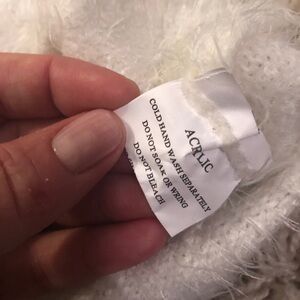 ACRLIC
COLD HAND WASH SEPARATELY
DO NOT SOAK OR WRING
DO NOT BLEACH